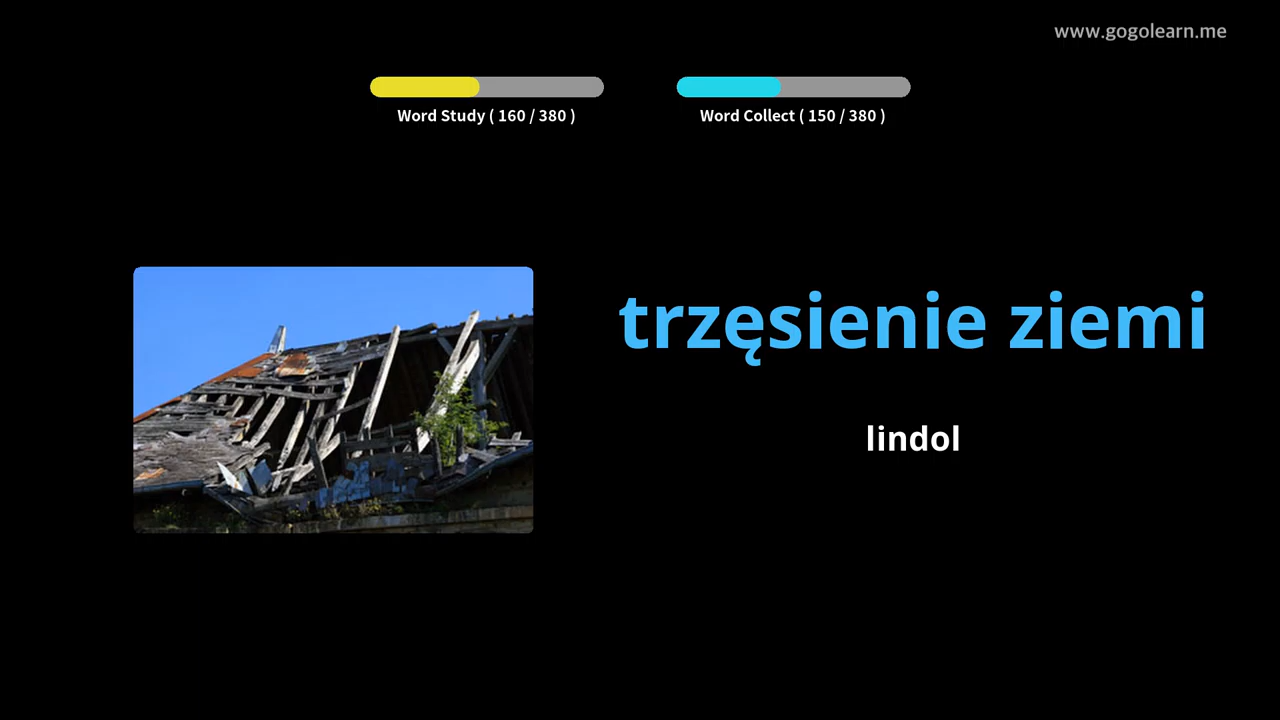 www.gogolearn.me
Word Study ( 160 / 380 )
Word Collect ( 150 / 380 )
trzęsienie ziemi
lindol